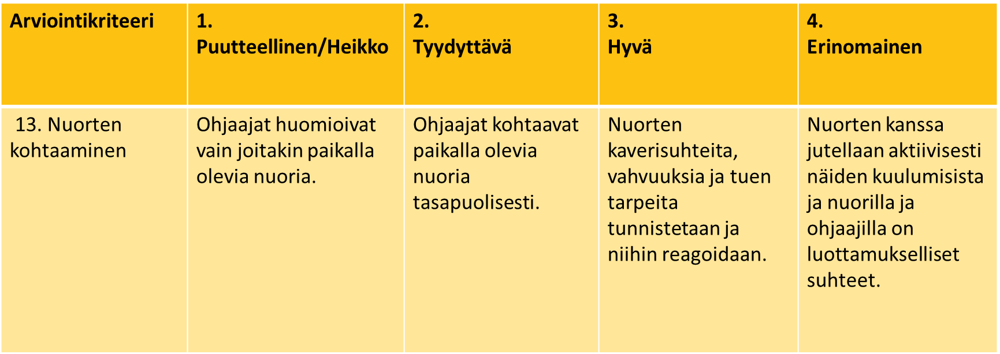 Arviointikriteeri
1.
Puutteellinen/Heikko
2.
Tyydyttävä
3.
Hyvä
4.
Erinomainen
13. Nuorten
kohtaaminen
Ohjaajat huomioivat
vain joitakin paikalla
olevia nuoria.
Ohjaajat kohtaavat
paikalla olevia
nuoria
tasapuolisesti.
Nuorten
kaverisuhteita,
vahvuuksia ja tuen
tarpeita
tunnistetaan ja
niihin reagoidaan.
Nuorten kanssa
jutellaan aktiivisesti
näiden kuulumisista
ja nuorilla ja
ohjaajilla on
luottamukselliset
suhteet.